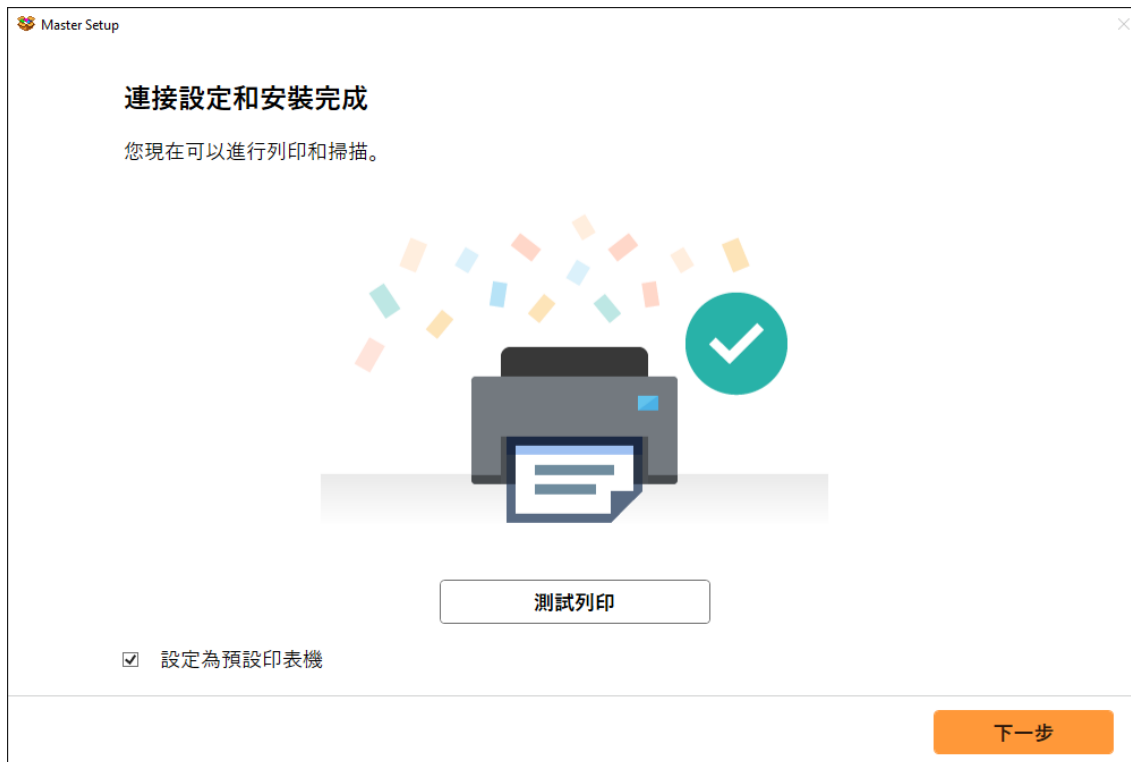 Master Setup
連接設定和安裝完成
您現在可以進行列印和掃描。
測試列印
設定為預設印表機
下一步